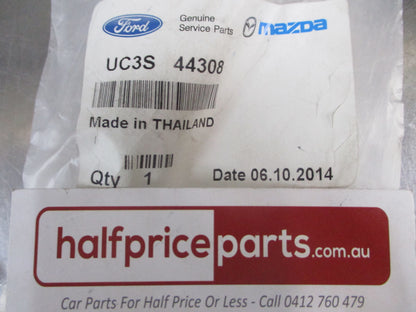 Ford Genuine Service Parts mazda
UC3S 44308
Made in THAILAND
Qty 1 Date 06.10.2014
halfpriceparts.com.au
Car Parts For Half Price Or Less - Call 0412 760 479